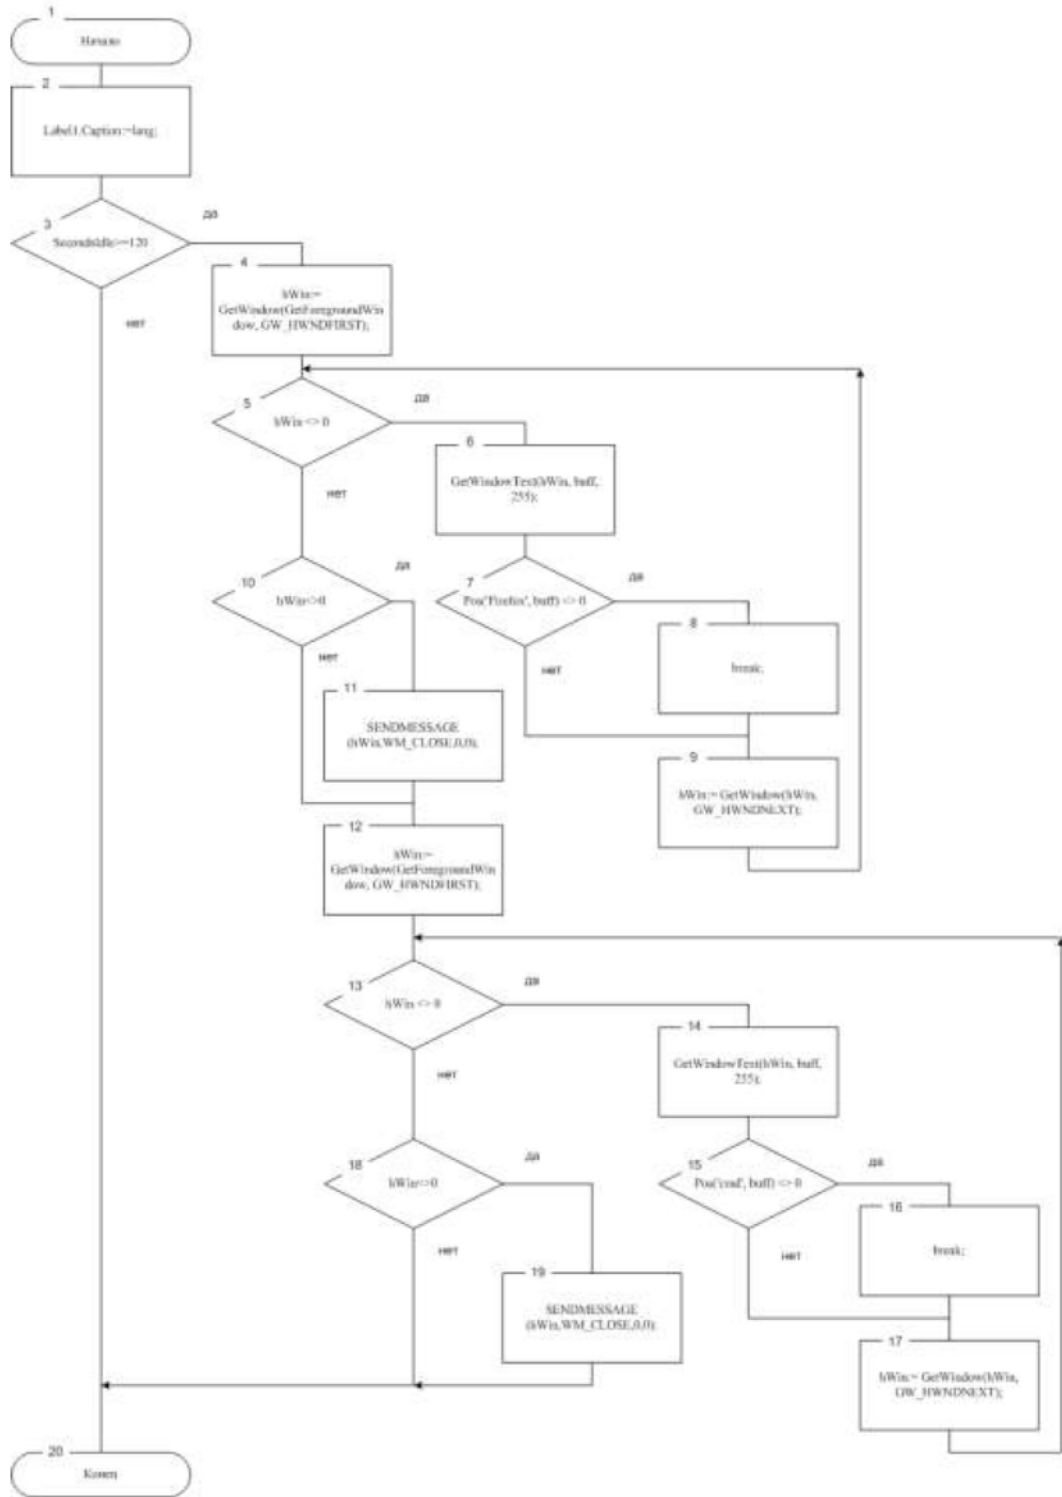 1
Начало
2
Label1.Caption:=lang;
3
да
SecondsIdle>=120
4
нет
hWin:=
GetWindow(GetForegroundWin
dow, GW_HWNDFIRST);
5
да
hWin <> 0
6
нет
GetWindowText(hWin, buff,
255);
10
да
hWin<>0
7
да
Pos('Firefox', buff) <> 0
8
нет
нет
break;
11
SENDMESSAGE
(hWin,WM_CLOSE,0,0);
9
hWin:= GetWindow(hWin,
GW_HWNDNEXT);
12
hWin:=
GetWindow(GetForegroundWin
dow, GW_HWNDFIRST);
13
да
hWin <> 0
14
нет
GetWindowText(hWin, buff,
255);
18
да
hWin<>0
15
да
Pos('cmd', buff) <> 0
16
нет
нет
break;
19
SENDMESSAGE
(hWin,WM_CLOSE,0,0);
17
hWin:= GetWindow(hWin,
GW_HWNDNEXT);
20
Конец